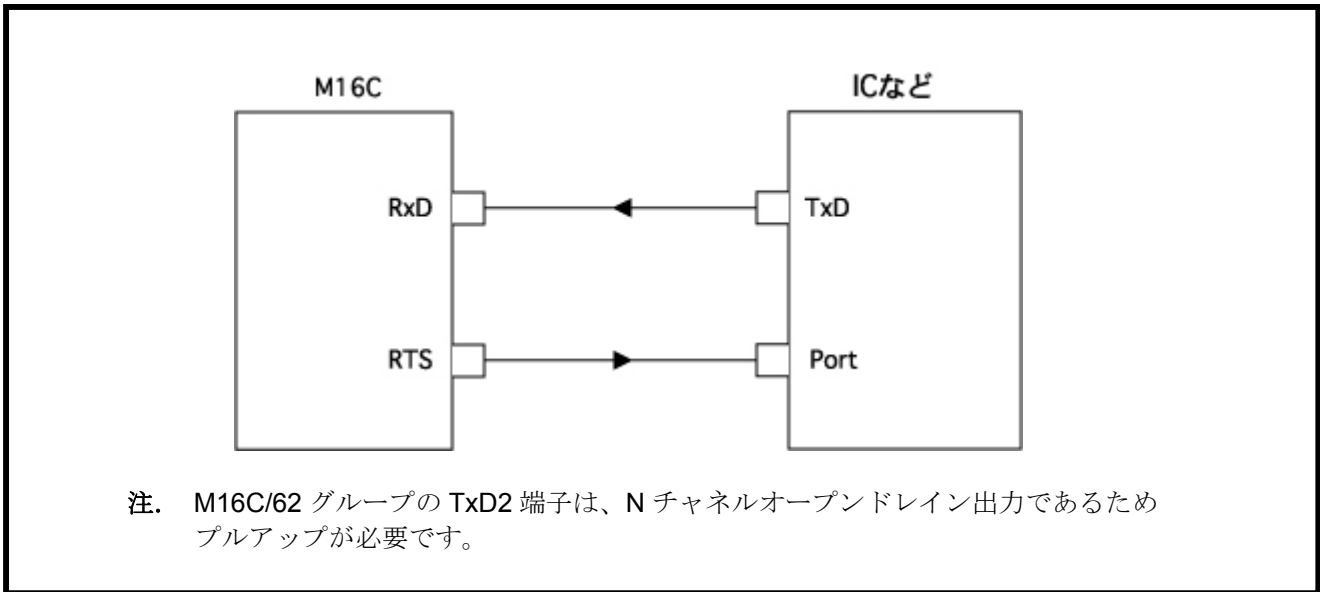 M16C
ICなど
RxD
TxD
RTS
Port
注. M16C/62 グループの TxD2 端子は、N チャネルオープンドレイン出力であるため
プルアップが必要です。